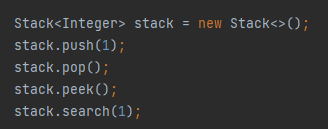 Stack<Integer> stack = new Stack<>();
stack.push(1);
stack.pop();
stack.peek();
stack.search(1);